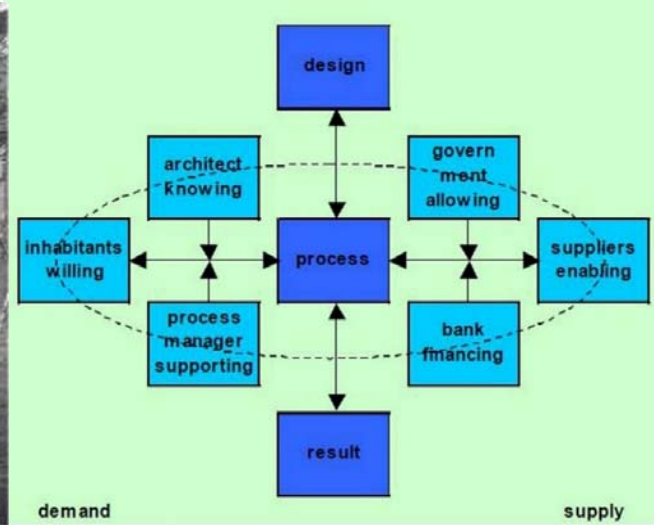 design
architect
knowing
govern
ment
allowing
inhabitants
willing
process
suppliers
enabling
process
manager
supporting
bank
financing
result
demand
supply